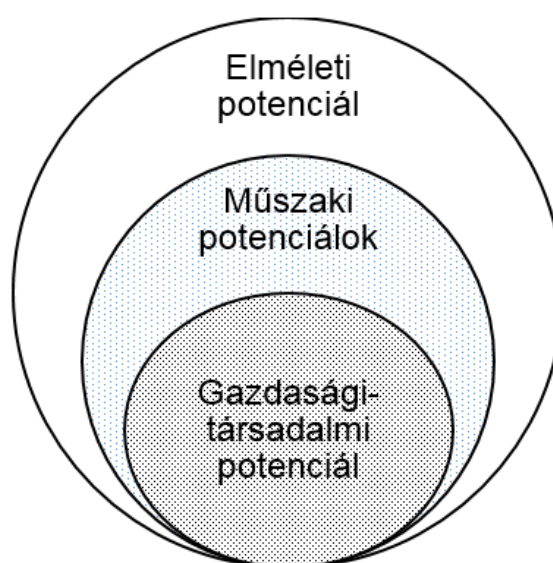 Elméleti
potenciál
Műszaki
potenciálok
Gazdasági-
társadalmi
potenciál